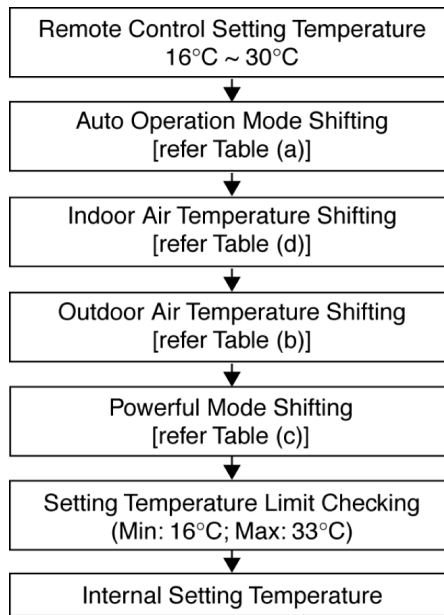 Remote Control Setting Temperature
16°C ~ 30°C
Auto Operation Mode Shifting
[refer Table (a)]
Indoor Air Temperature Shifting
[refer Table (d)]
Outdoor Air Temperature Shifting
[refer Table (b)]
Powerful Mode Shifting
[refer Table (c)]
Setting Temperature Limit Checking
(Min: 16°C; Max: 33°C)
Internal Setting Temperature